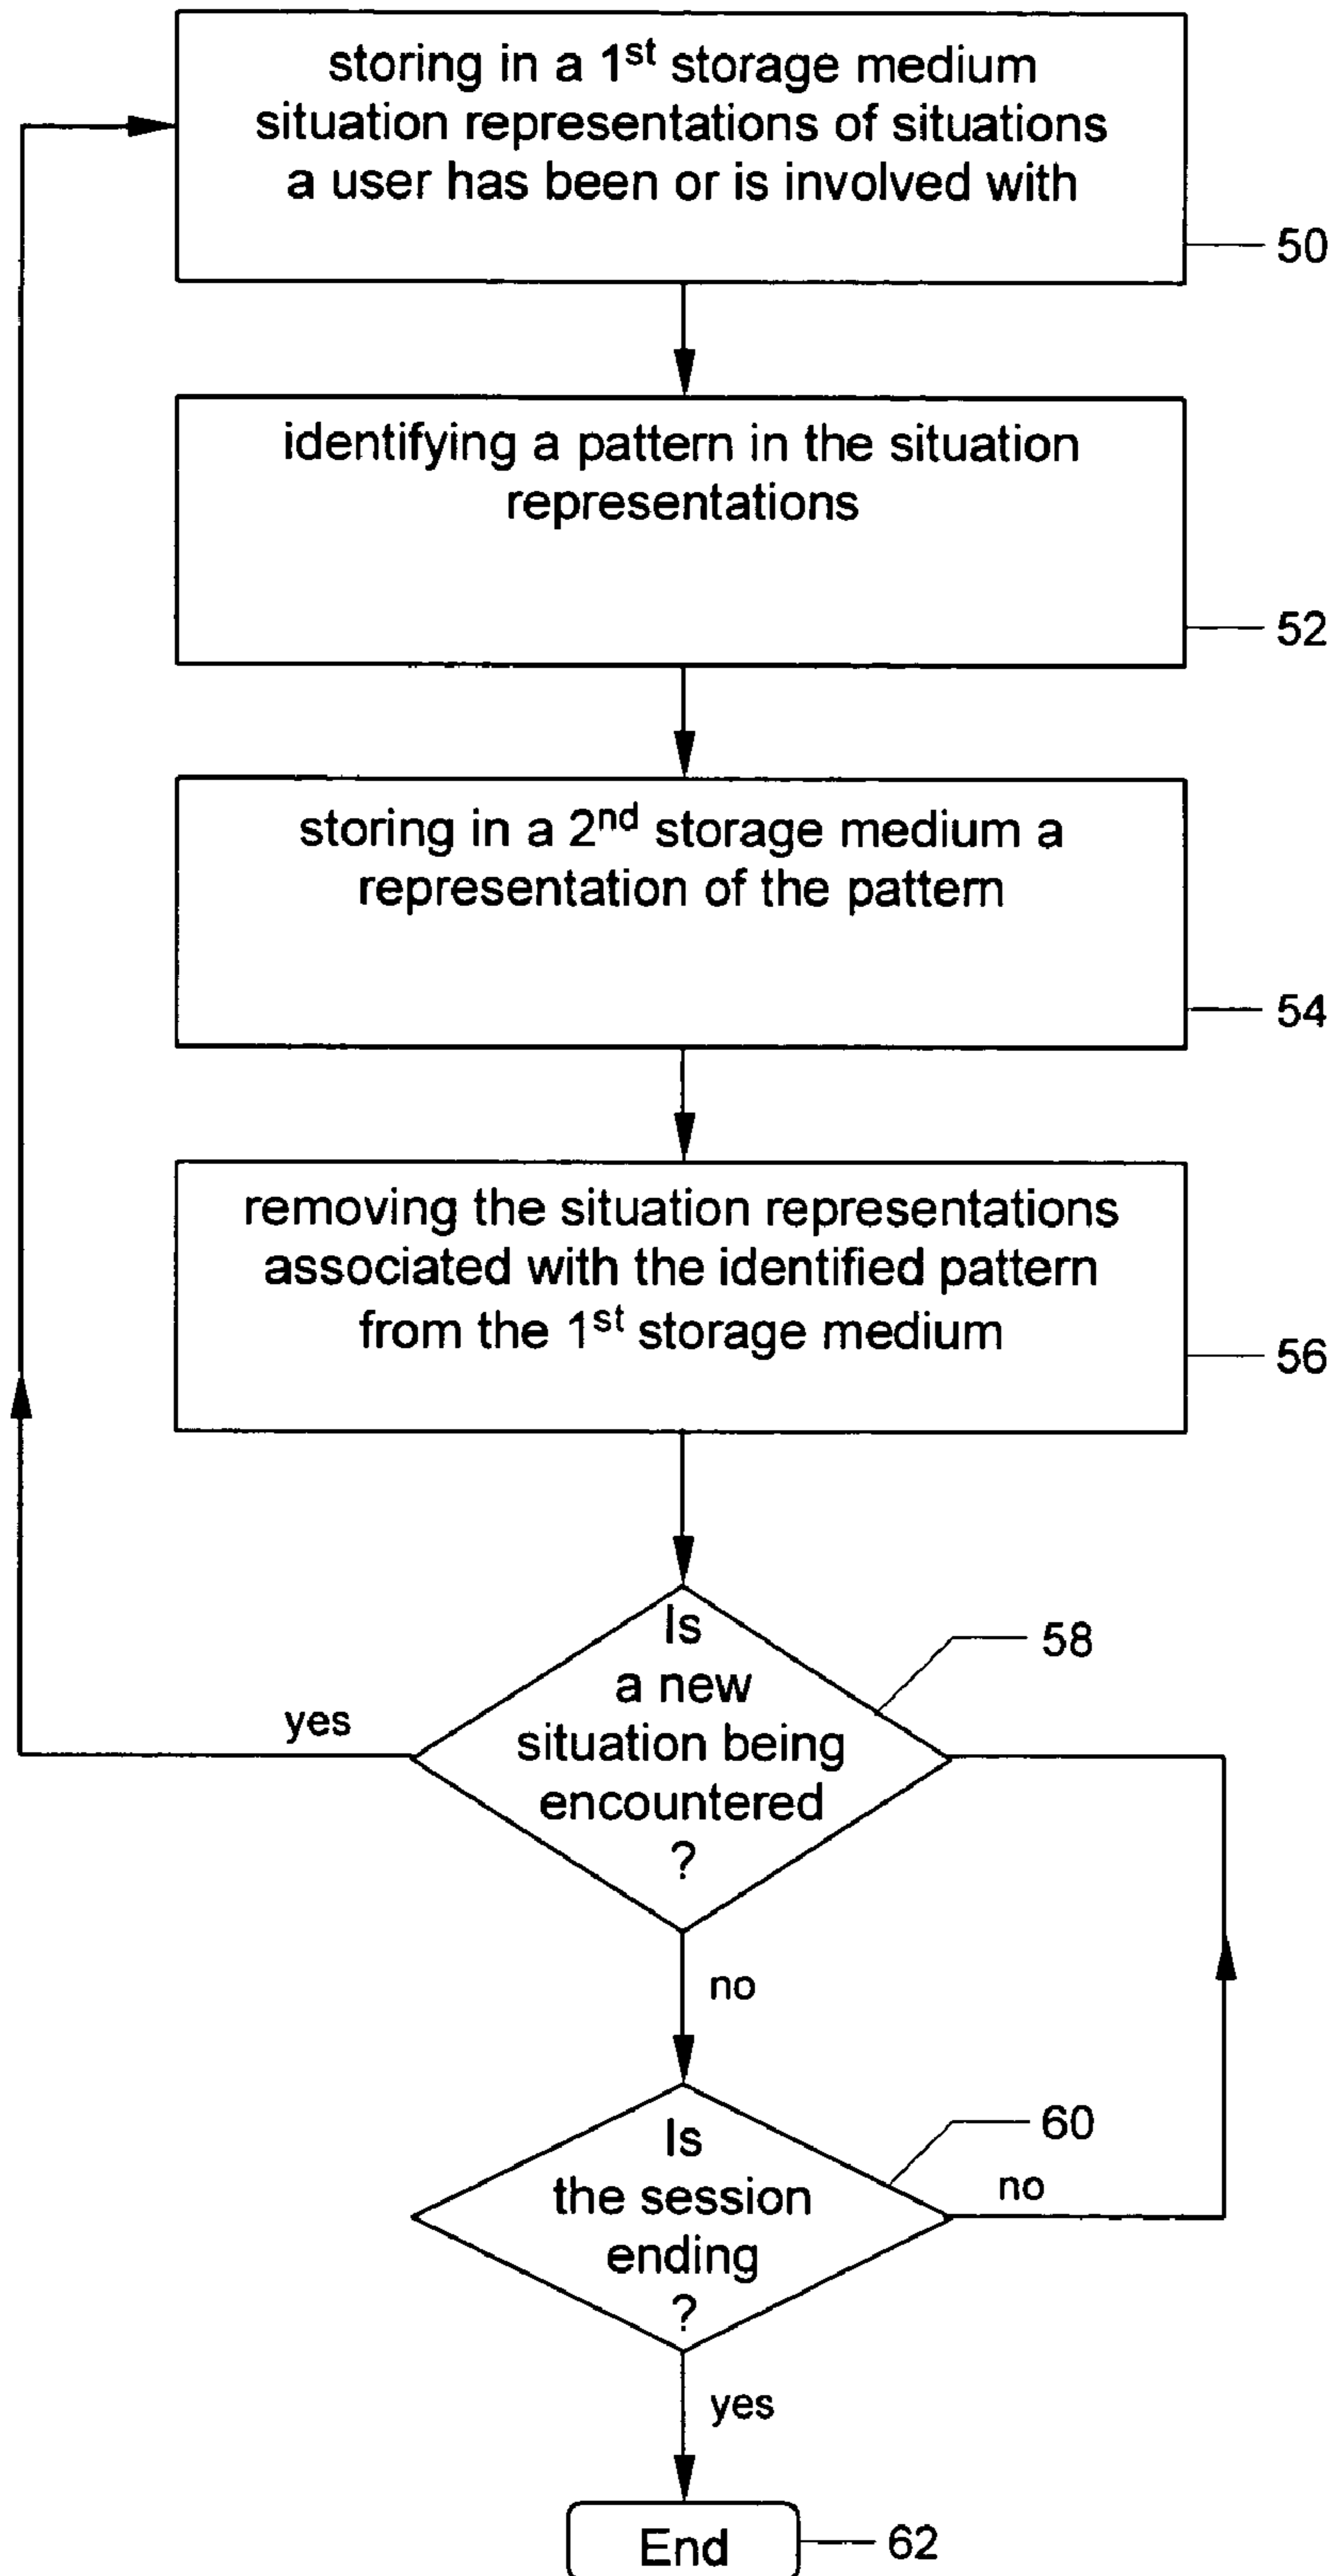 storing in a 1st storage medium
situation representations of situations
a user has been or is involved with
50
identifying a pattern in the situation
representations
52
storing in a 2nd storage medium a
representation of the pattern
54
removing the situation representations
associated with the identified pattern
from the 1st storage medium
56
Is
a new
situation being
encountered
?
58
yes
no
Is
the session
ending
?
60
no
yes
End
62